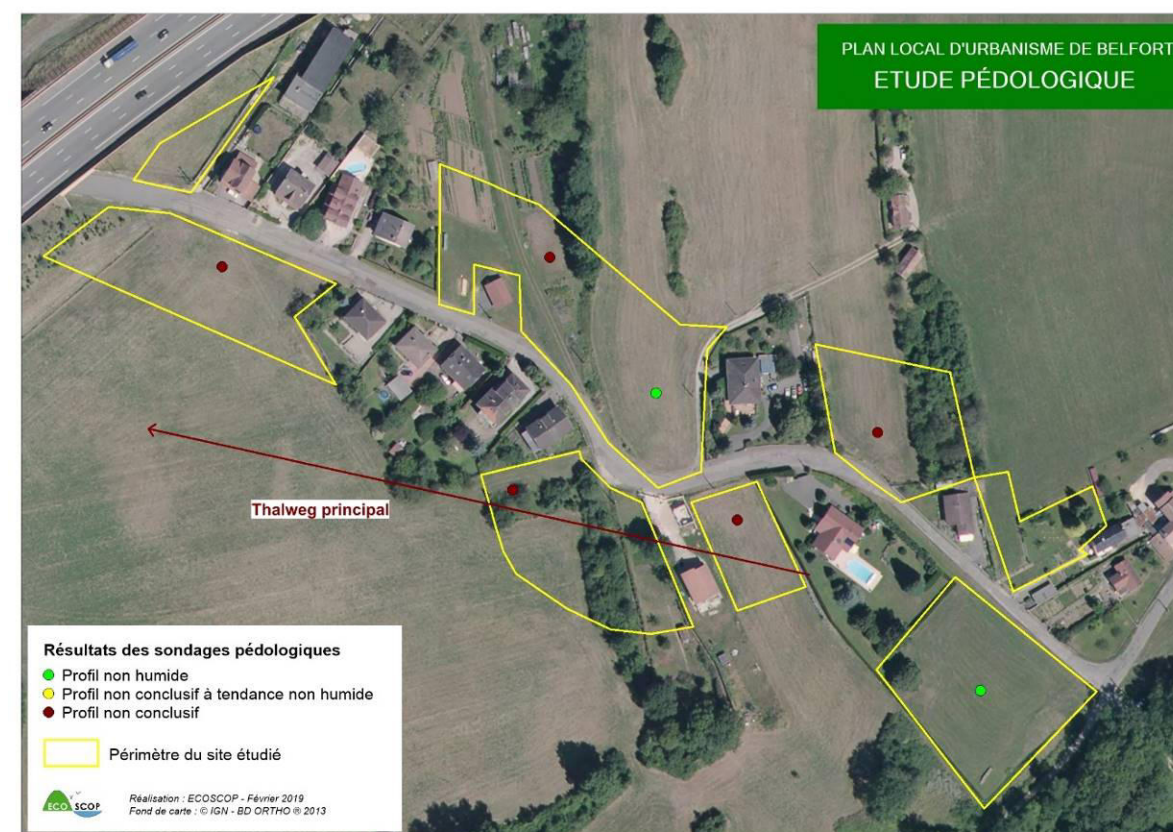 PLAN LOCAL D'URBANISME DE BELFORT
ETUDE PÉDOLOGIQUE
Thalweg principal
Résultats des sondages pédologiques
Profil non humide
Profil non conclusif à tendance non humide
Profil non conclusif
Périmètre du site étudié
ECO SCOP
Réalisation : ECOSCOP - Février 2019
Fond de carte : © IGN - BD ORTHO ® 2013